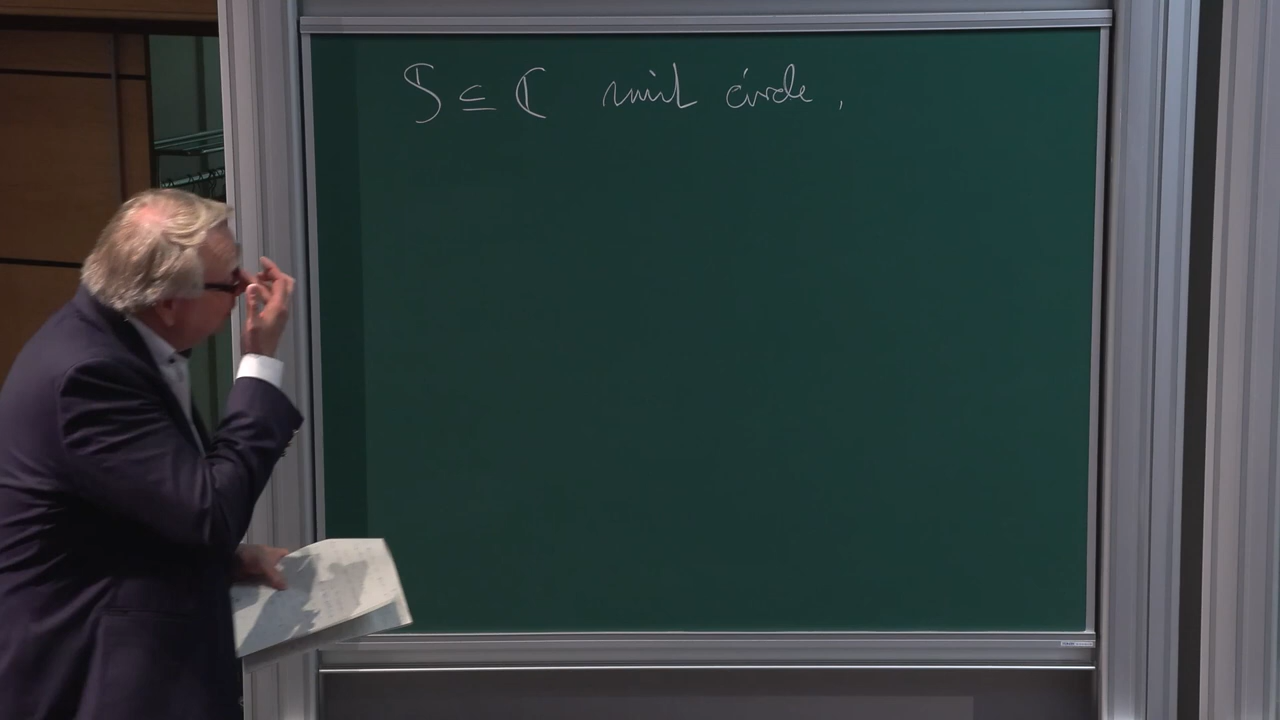 𝕊 ⊆ ℂ unit circle,